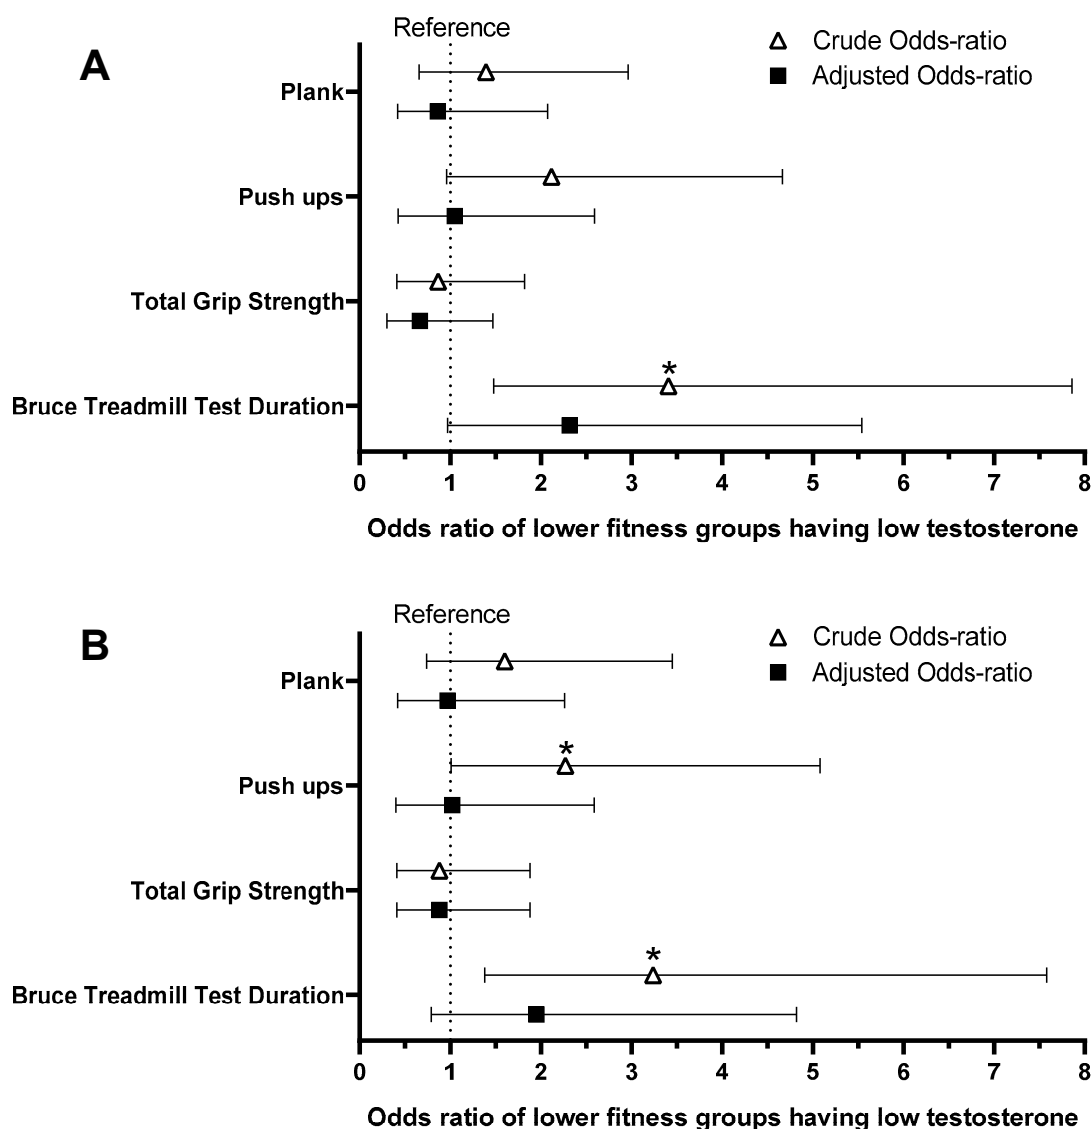 A
Reference
Crude Odds-ratio
Adjusted Odds-ratio
Plank
Push ups
Total Grip Strength
*
Bruce Treadmill Test Duration
0 1 2 3 4 5 6 7 8
Odds ratio of lower fitness groups having low testosterone
B
Reference
Crude Odds-ratio
Adjusted Odds-ratio
Plank
*
Push ups
Total Grip Strength
*
Bruce Treadmill Test Duration
0 1 2 3 4 5 6 7 8
Odds ratio of lower fitness groups having low testosterone